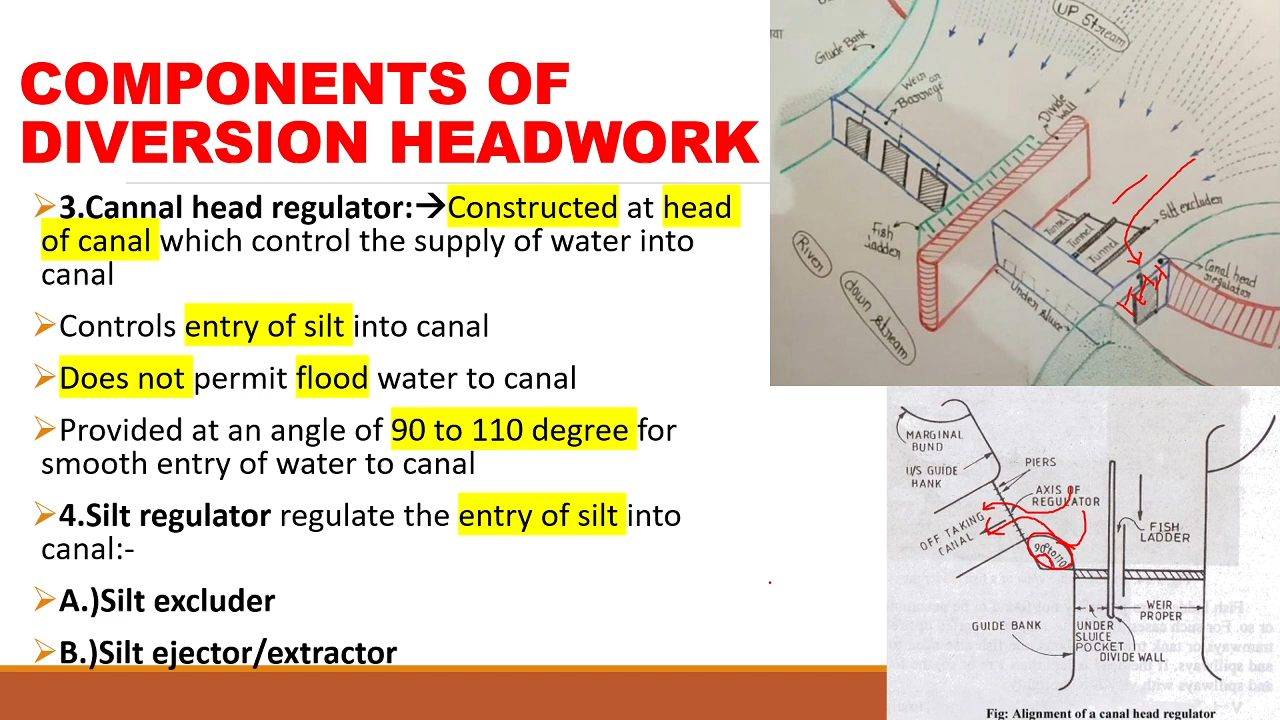 COMPONENTS OF
DIVERSION HEADWORK
➢3.Cannal head regulator:→Constructed at head
of canal which control the supply of water into
canal
➢Controls entry of silt into canal
➢Does not permit flood water to canal
➢Provided at an angle of 90 to 110 degree for
smooth entry of water to canal
➢4.Silt regulator regulate the entry of silt into
canal:-
➢A.)Silt excluder
➢B.)Silt ejector/extractor
UP Stream
Guide Bank
Weir or
Barrage
Divide
wall
Fish
ladder
River
down stream
Under sluice
Tunnel
Tunnel
Tunnel
silt excluder
Canal head
regulator
MARGINAL
BUND
U/S GUIDE
BANK
PIERS
AXIS OF
REGULATOR
OFF TAKING
CANAL
90° to 110
FISH
LADDER
GUIDE BANK
UNDER
SLUICE
POCKET
WEIR
PROPER
DIVIDE WALL
Fig: Alignment of a canal head regulator